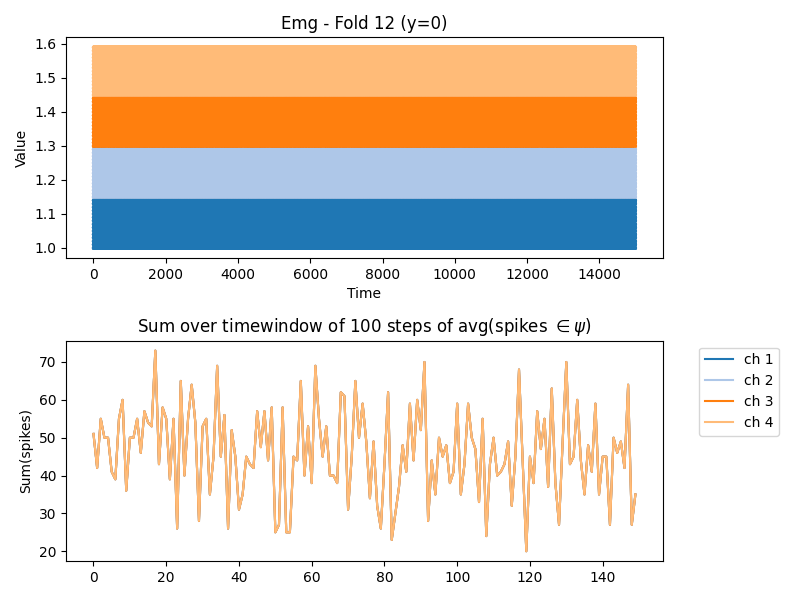 Emg - Fold 12 (y=0)
Value
1.6
1.5
1.4
1.3
1.2
1.1
1.0
0 2000 4000 6000 8000 10000 12000 14000
Time
Sum over timewindow of 100 steps of avg(spikes ∈ ψ)
Sum(spikes)
70
60
50
40
30
20
0 20 40 60 80 100 120 140
ch 1
ch 2
ch 3
ch 4